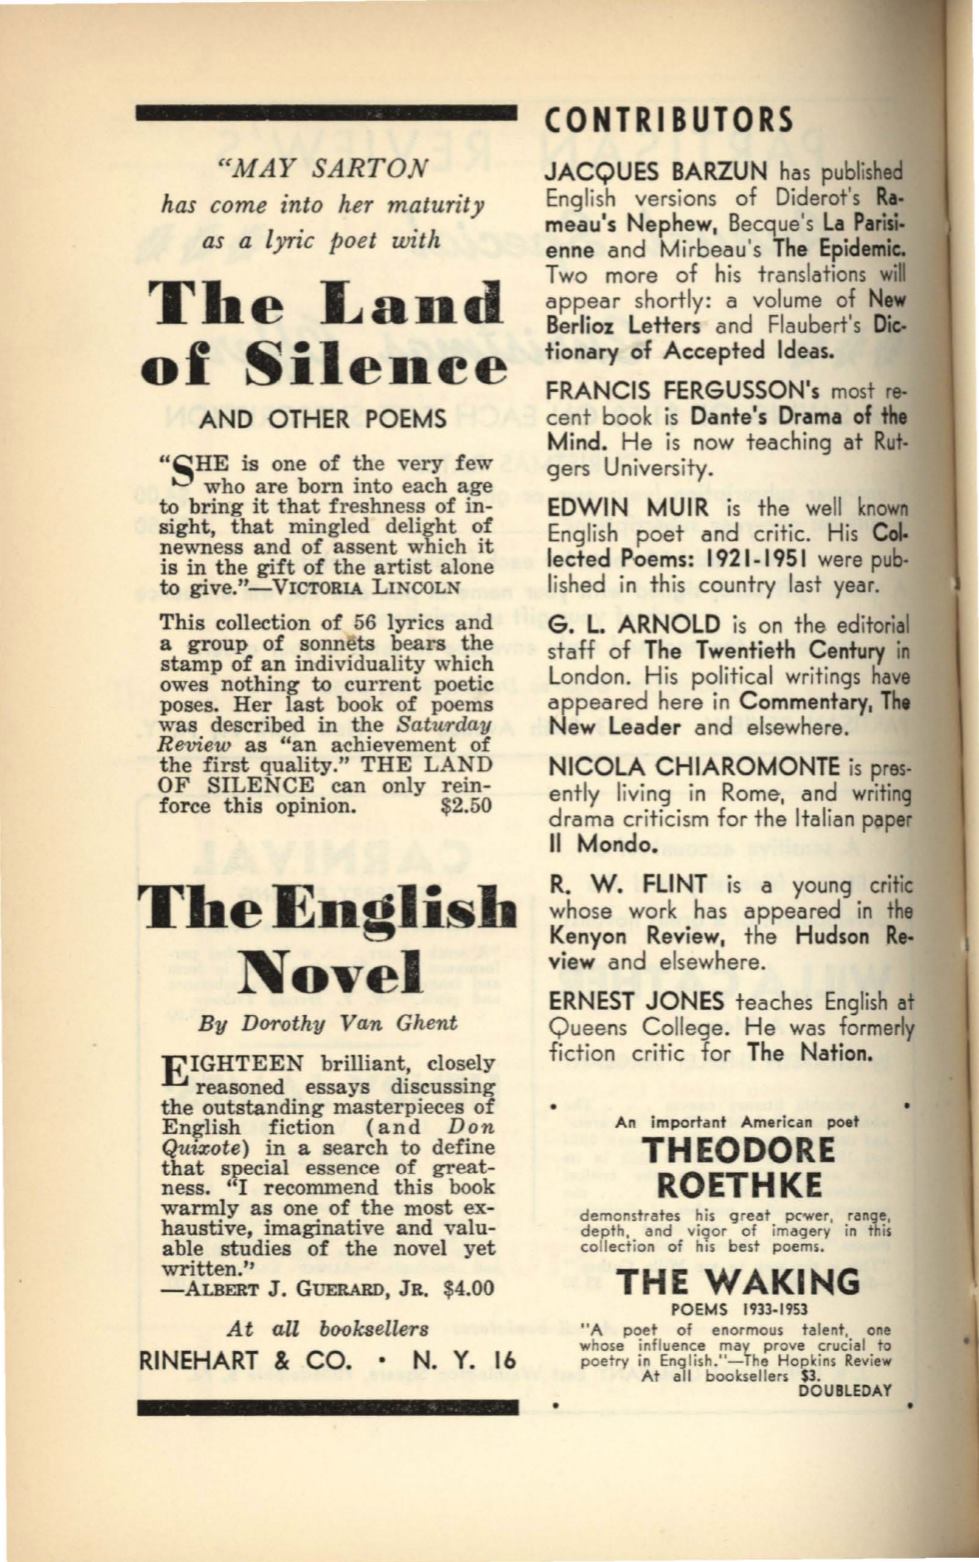 "MAY SARTON
has come into her maturity
as a lyric poet with
The Land
of Silence
AND OTHER POEMS
"SHE is one of the very few
who are born into each age
to bring it that freshness of in-
sight, that mingled delight of
newness and of assent which it
is in the gift of the artist alone
to give."—VICTORIA LINCOLN
This collection of 56 lyrics and
a group of sonnets bears the
stamp of an individuality which
owes nothing to current poetic
poses. Her last book of poems
was described in the Saturday
Review as "an achievement of
the first quality." THE LAND
OF SILENCE can only rein-
force this opinion. $2.50
The English
Novel
By Dorothy Van Ghent
EIGHTEEN brilliant, closely
reasoned essays discussing
the outstanding masterpieces of
English fiction (and Don
Quixote) in a search to define
that special essence of great-
ness. "I recommend this book
warmly as one of the most ex-
haustive, imaginative and valu-
able studies of the novel yet
written."
—ALBERT J. GUERARD, JR. $4.00
At all booksellers
RINEHART & CO. • N. Y. 16
CONTRIBUTORS
JACQUES BARZUN has published
English versions of Diderot's Ra-
meau's Nephew, Becque's La Parisi-
enne and Mirbeau's The Epidemic.
Two more of his translations will
appear shortly: a volume of New
Berlioz Letters and Flaubert's Dic-
tionary of Accepted Ideas.
FRANCIS FERGUSSON's most re-
cent book is Dante's Drama of the
Mind. He is now teaching at Rut-
gers University.
EDWIN MUIR is the well known
English poet and critic. His Col-
lected Poems: 1921-1951 were pub-
lished in this country last year.
G. L. ARNOLD is on the editorial
staff of The Twentieth Century in
London. His political writings have
appeared here in Commentary, The
New Leader and elsewhere.
NICOLA CHIAROMONTE is pres-
ently living in Rome, and writing
drama criticism for the Italian paper
Il Mondo.
R. W. FLINT is a young critic
whose work has appeared in the
Kenyon Review, the Hudson Re-
view and elsewhere.
ERNEST JONES teaches English at
Queens College. He was formerly
fiction critic for The Nation.
An important American poet
THEODORE
ROETHKE
demonstrates his great power, range,
depth, and vigor of imagery in this
collection of his best poems.
THE WAKING
POEMS 1933-1953
"A poet of enormous talent, one
whose influence may prove crucial to
poetry in English."—The Hopkins Review
At all booksellers $3.
DOUBLEDAY